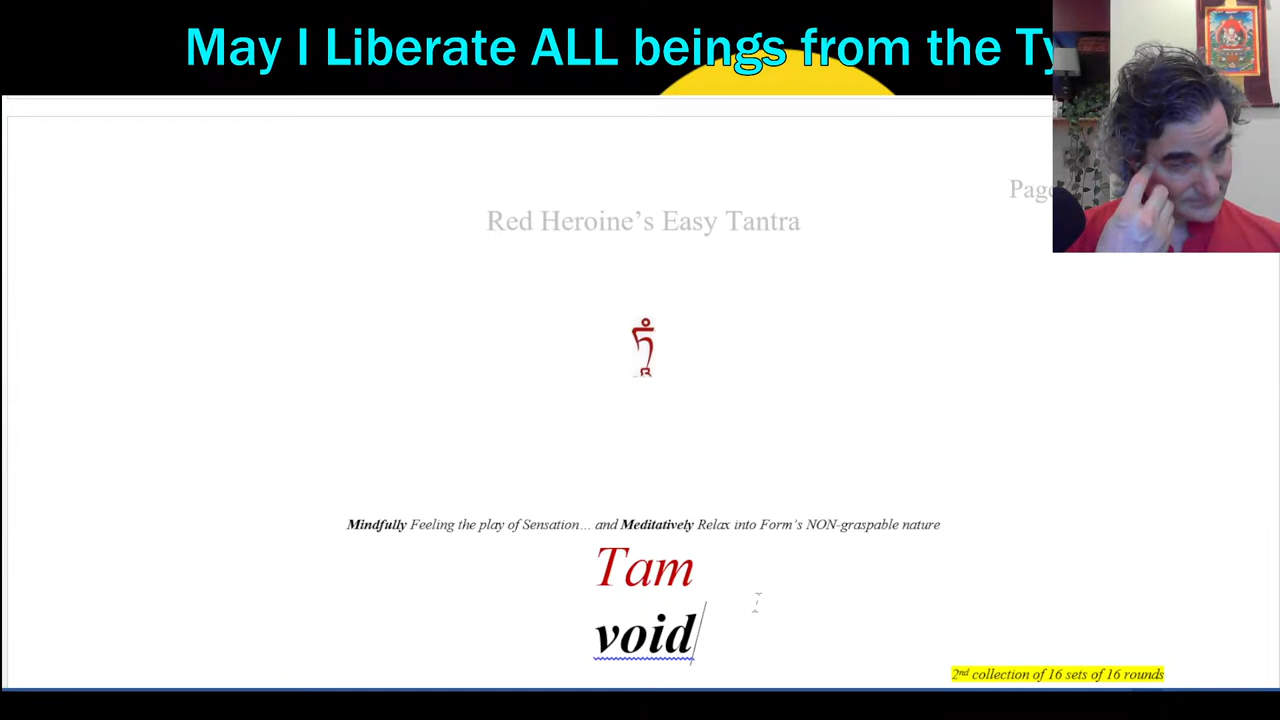 May I Liberate ALL beings from the Ty
Page
Red Heroine’s Easy Tantra
Mindfully Feeling the play of Sensation… and Meditatively Relax into Form’s NON-graspable nature
Tam
void
2nd collection of 16 sets of 16 rounds